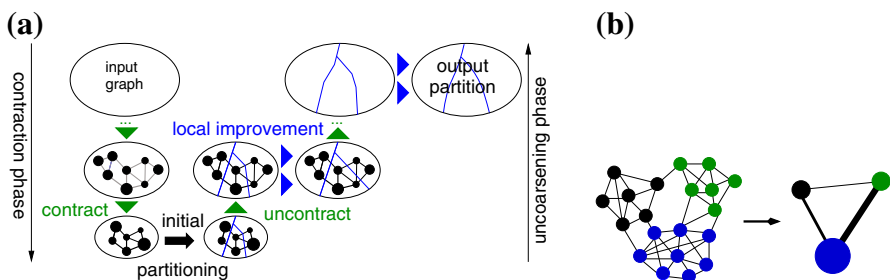 (a)
contraction phase
input
graph
...
contract
initial
partitioning
local improvement
uncontract
...
output
partition
uncoarsening phase
(b)